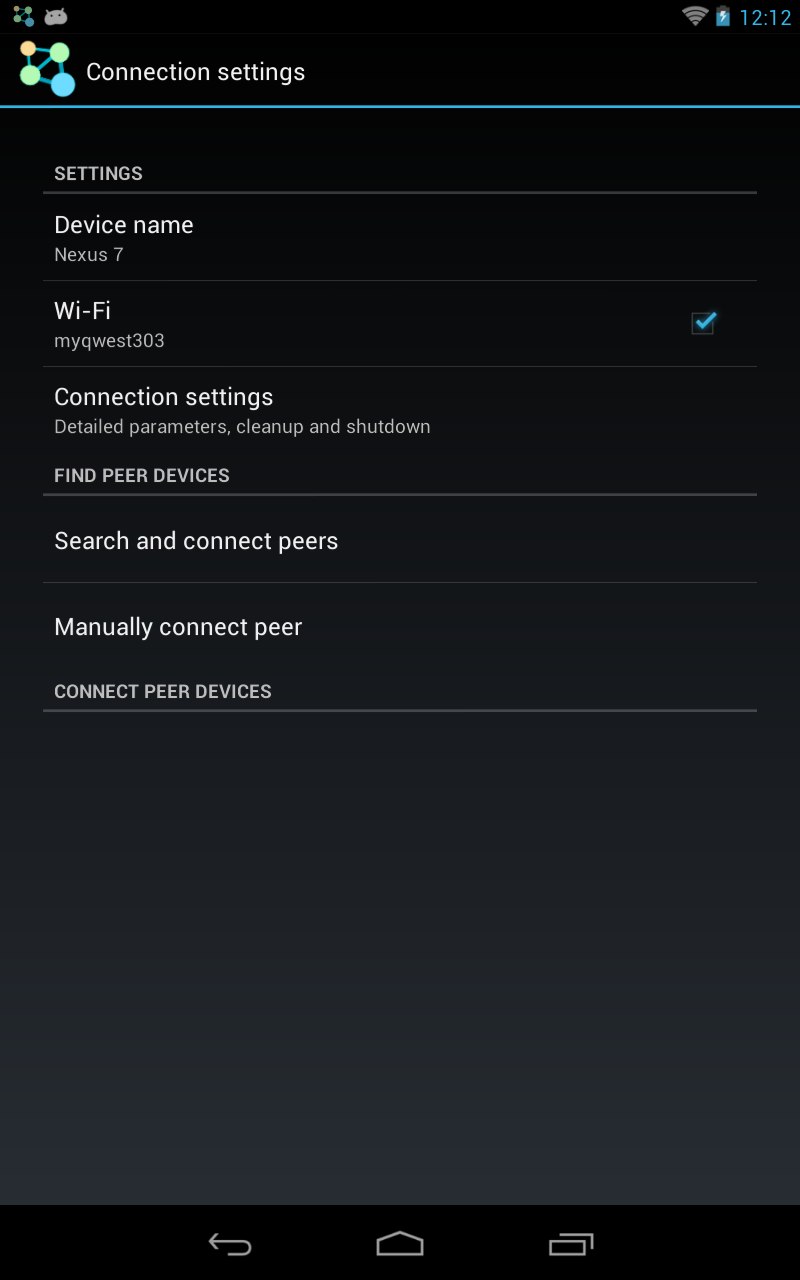 12:12
Connection settings
SETTINGS
Device name
Nexus 7
Wi-Fi
myqwest303
Connection settings
Detailed parameters, cleanup and shutdown
FIND PEER DEVICES
Search and connect peers
Manually connect peer
CONNECT PEER DEVICES